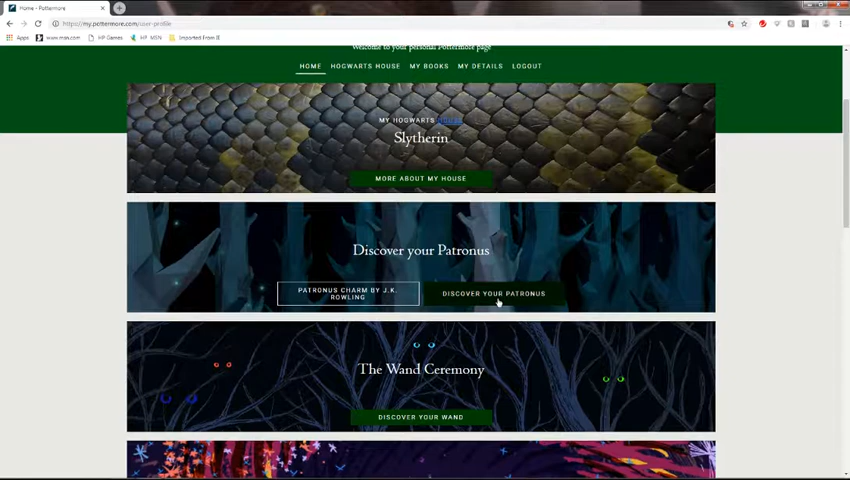 Home - Pottermore
https://my.pottermore.com/user-profile
Apps www.msn.com HP Games HP MSN Imported From IE
Welcome to your personal Pottermore page
HOME HOGWARTS HOUSE MY BOOKS MY DETAILS LOGOUT
MY HOGWARTS
Slytherin
MORE ABOUT MY HOUSE
Discover your Patronus
PATRONUS CHARM BY J.K.
ROWLING
DISCOVER YOUR PATRONUS
The Wand Ceremony
DISCOVER YOUR WAND